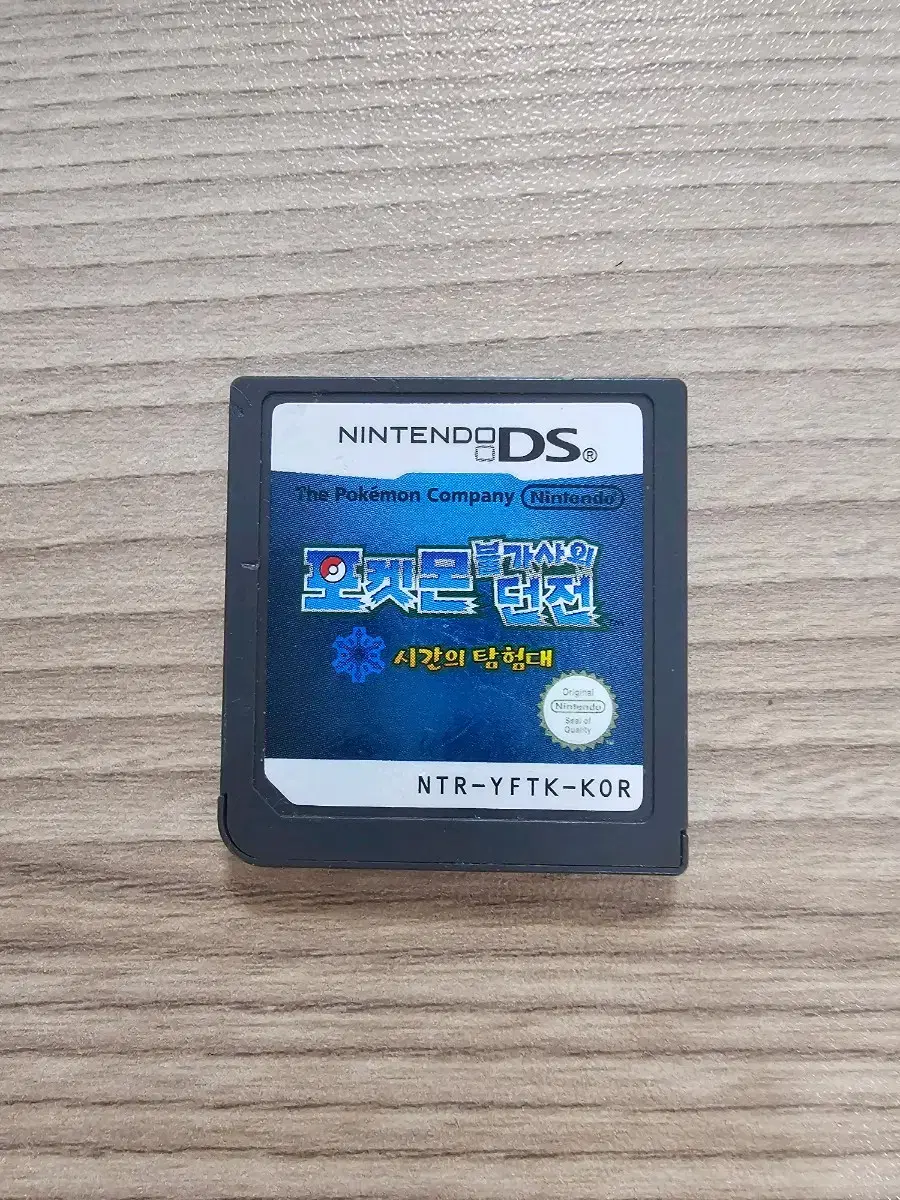 NINTENDO DS®
The Pokémon Company Nintendo
포켓몬 불가사의 던전
시간의 탐험대
Original
Nintendo
Seal of
Quality
NTR-YFTK-KOR